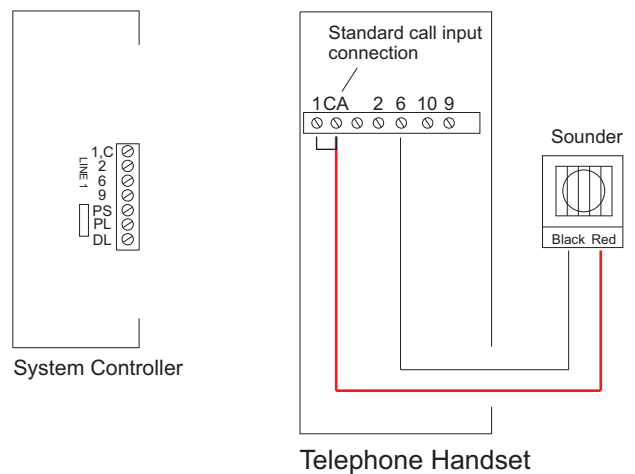 Standard call input
connection
1CA 2 6 10 9
Sounder
1,C
2
6
9
PS
PL
DL
LINE 1
Black Red
System Controller
Telephone Handset